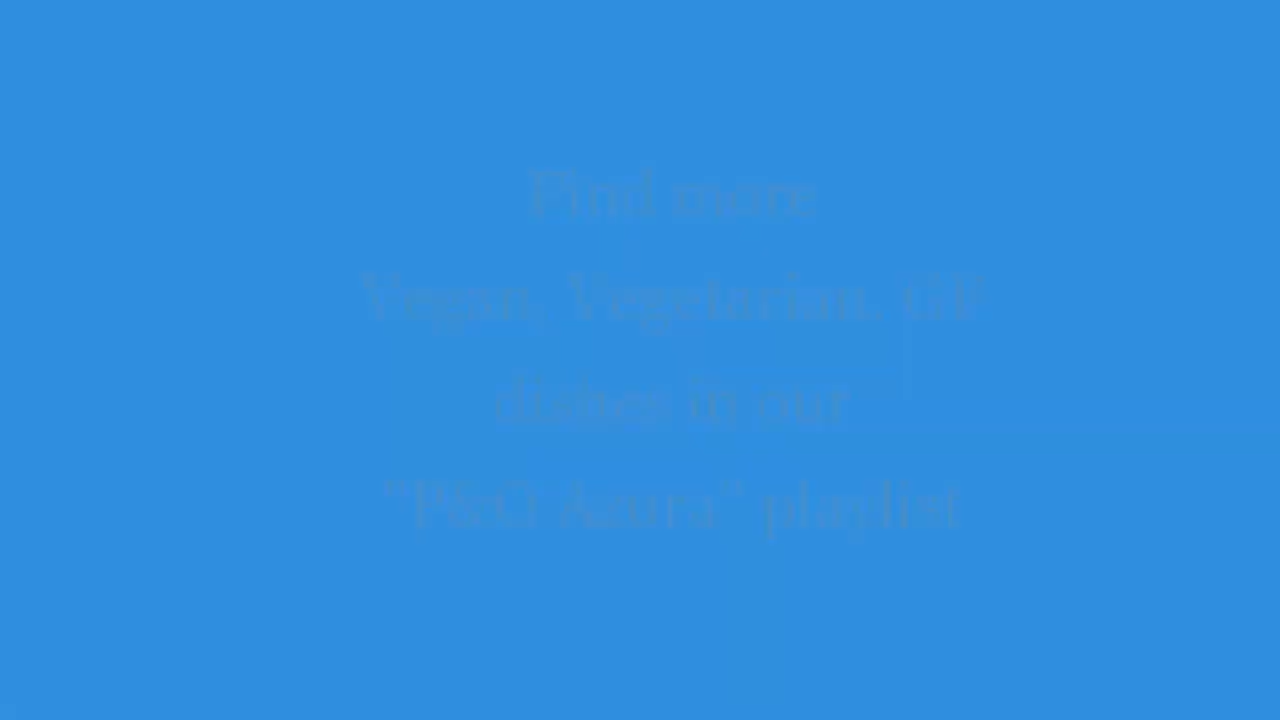 Find more
Vegan, Vegetarian, GF
dishes in our
"P&O Azura" playlist